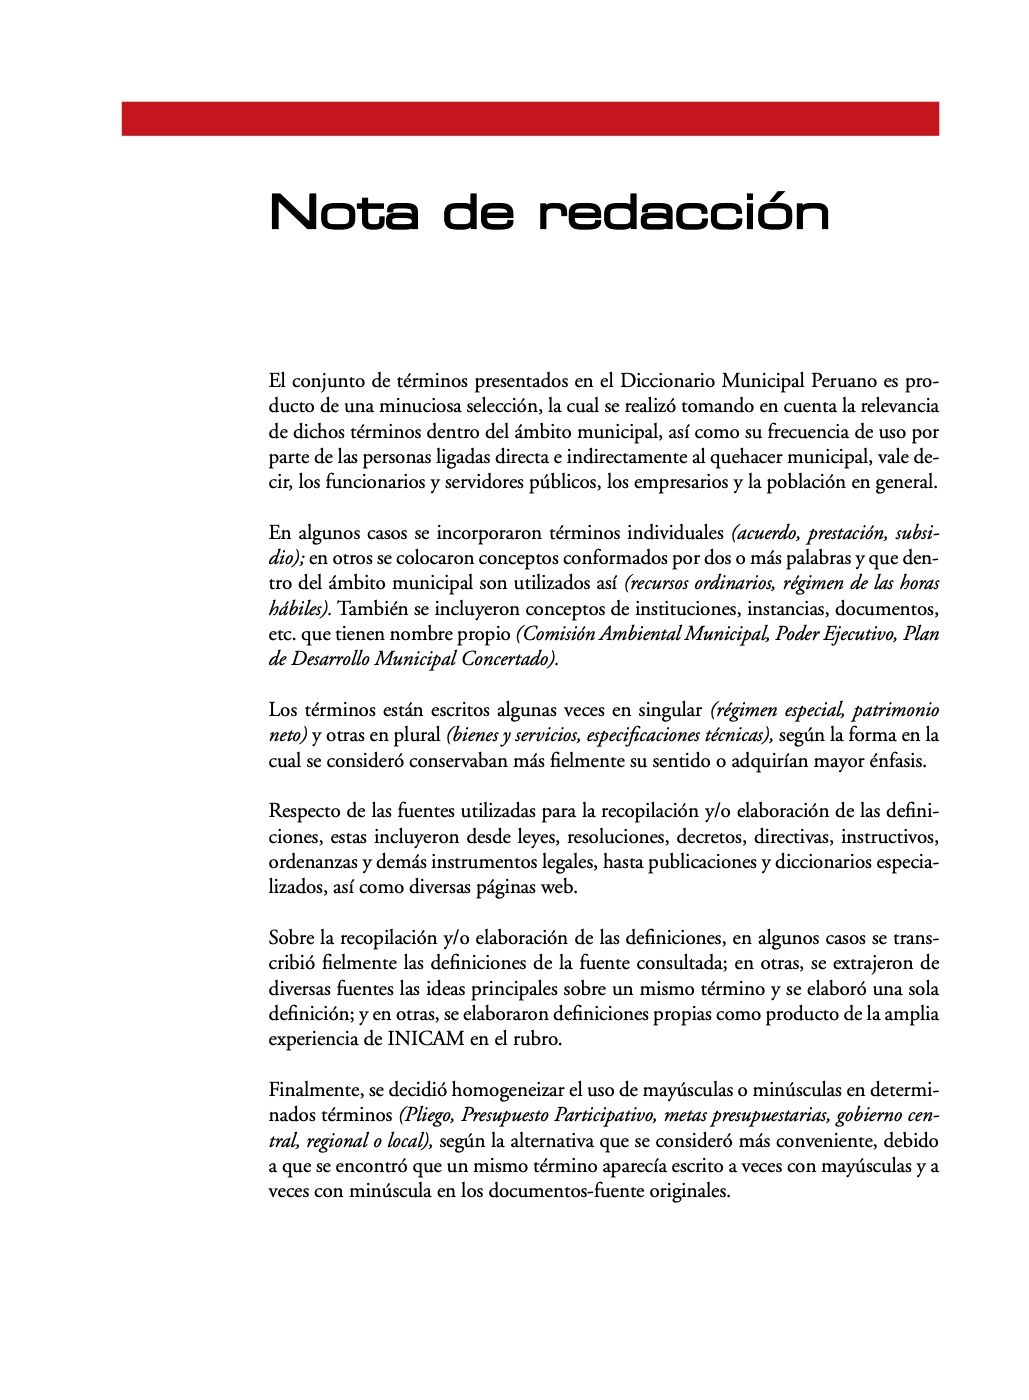 Nota de redacción
El conjunto de términos presentados en el Diccionario Municipal Peruano es pro-
ducto de una minuciosa selección, la cual se realizó tomando en cuenta la relevancia
de dichos términos dentro del ámbito municipal, así como su frecuencia de uso por
parte de las personas ligadas directa e indirectamente al quehacer municipal, vale de-
cir, los funcionarios y servidores públicos, los empresarios y la población en general.
En algunos casos se incorporaron términos individuales (acuerdo, prestación, subsi-
dio); en otros se colocaron conceptos conformados por dos o más palabras y que den-
tro del ámbito municipal son utilizados así (recursos ordinarios, régimen de las horas
hábiles). También se incluyeron conceptos de instituciones, instancias, documentos,
etc. que tienen nombre propio (Comisión Ambiental Municipal, Poder Ejecutivo, Plan
de Desarrollo Municipal Concertado).
Los términos están escritos algunas veces en singular (régimen especial, patrimonio
neto) y otras en plural (bienes y servicios, especificaciones técnicas), según la forma en la
cual se consideró conservaban más fielmente su sentido o adquirían mayor énfasis.
Respecto de las fuentes utilizadas para la recopilación y/o elaboración de las defini-
ciones, estas incluyeron desde leyes, resoluciones, decretos, directivas, instructivos,
ordenanzas y demás instrumentos legales, hasta publicaciones y diccionarios especia-
lizados, así como diversas páginas web.
Sobre la recopilación y/o elaboración de las definiciones, en algunos casos se trans-
cribió fielmente las definiciones de la fuente consultada; en otras, se extrajeron de
diversas fuentes las ideas principales sobre un mismo término y se elaboró una sola
definición; y en otras, se elaboraron definiciones propias como producto de la amplia
experiencia de INICAM en el rubro.
Finalmente, se decidió homogeneizar el uso de mayúsculas o minúsculas en determi-
nados términos (Pliego, Presupuesto Participativo, metas presupuestarias, gobierno cen-
tral, regional o local), según la alternativa que se consideró más conveniente, debido
a que se encontró que un mismo término aparecía escrito a veces con mayúsculas y a
veces con minúscula en los documentos-fuente originales.